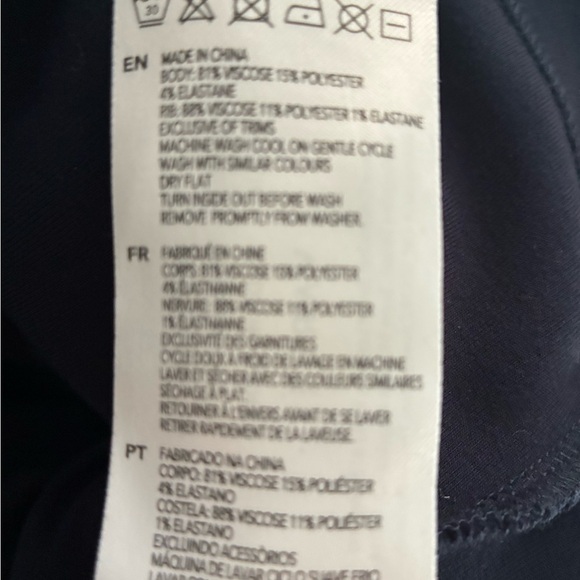 30
EN MADE IN CHINA
BODY: 81% VISCOSE 15% POLYESTER
4% ELASTANE
RIB: 88% VISCOSE 11% POLYESTER 1% ELASTANE
EXCLUSIVE OF TRIMS
MACHINE WASH COOL ON GENTLE CYCLE
WASH WITH SIMILAR COLOURS
DRY FLAT
TURN INSIDE OUT BEFORE WASH
REMOVE PROMPTLY FROM WASHER
FR FABRIQUÉ EN CHINE
CORPS: 81% VISCOSE 15% POLYESTER
4% ÉLASTHANNE
NERVURE: 88% VISCOSE 11% POLYESTER
1% ÉLASTHANNE
EXCLUSIVITÉ DES GARNITURES
CYCLE DOUX À FROID DE LAVAGE EN MACHINE
LAVER ET SÉCHER AVEC DES COULEURS SIMILAIRES
SÉCHAGE À PLAT
RETOURNER À L'ENVERS AVANT DE SE LAVER
RETIRER RAPIDEMENT DE LA LAVEUSE.
PT FABRICADO NA CHINA
CORPO: 81% VISCOSE 15% POLIÉSTER
4% ELASTANO
COSTELA: 88% VISCOSE 11% POLIÉSTER
1% ELASTANO
EXCLUINDO ACESSÓRIOS
MÁQUINA DE LAVAR CICLO SUAVE FRIO